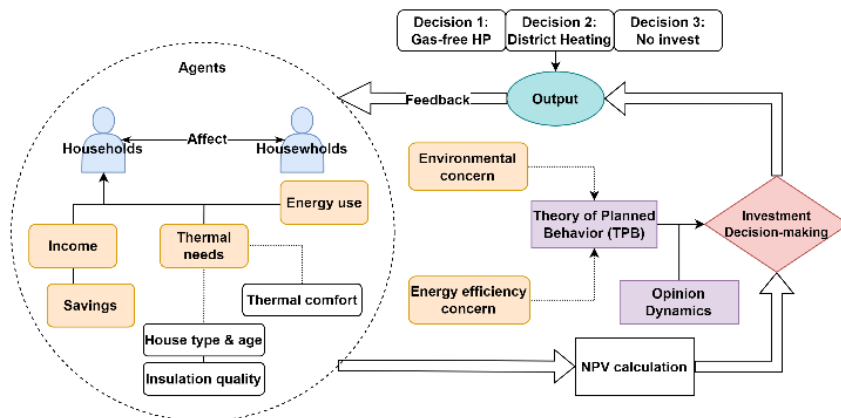 Decision 1:
Gas-free HP
Decision 2:
District Heating
Decision 3:
No invest
Agents
Feedback
Output
Households
Affect
Housewholds
Environmental
concern
Energy use
Theory of Planned
Behavior (TPB)
Investment
Decision-making
Income
Thermal
needs
Savings
Thermal comfort
Energy efficiency
concern
Opinion
Dynamics
House type & age
Insulation quality
NPV calculation